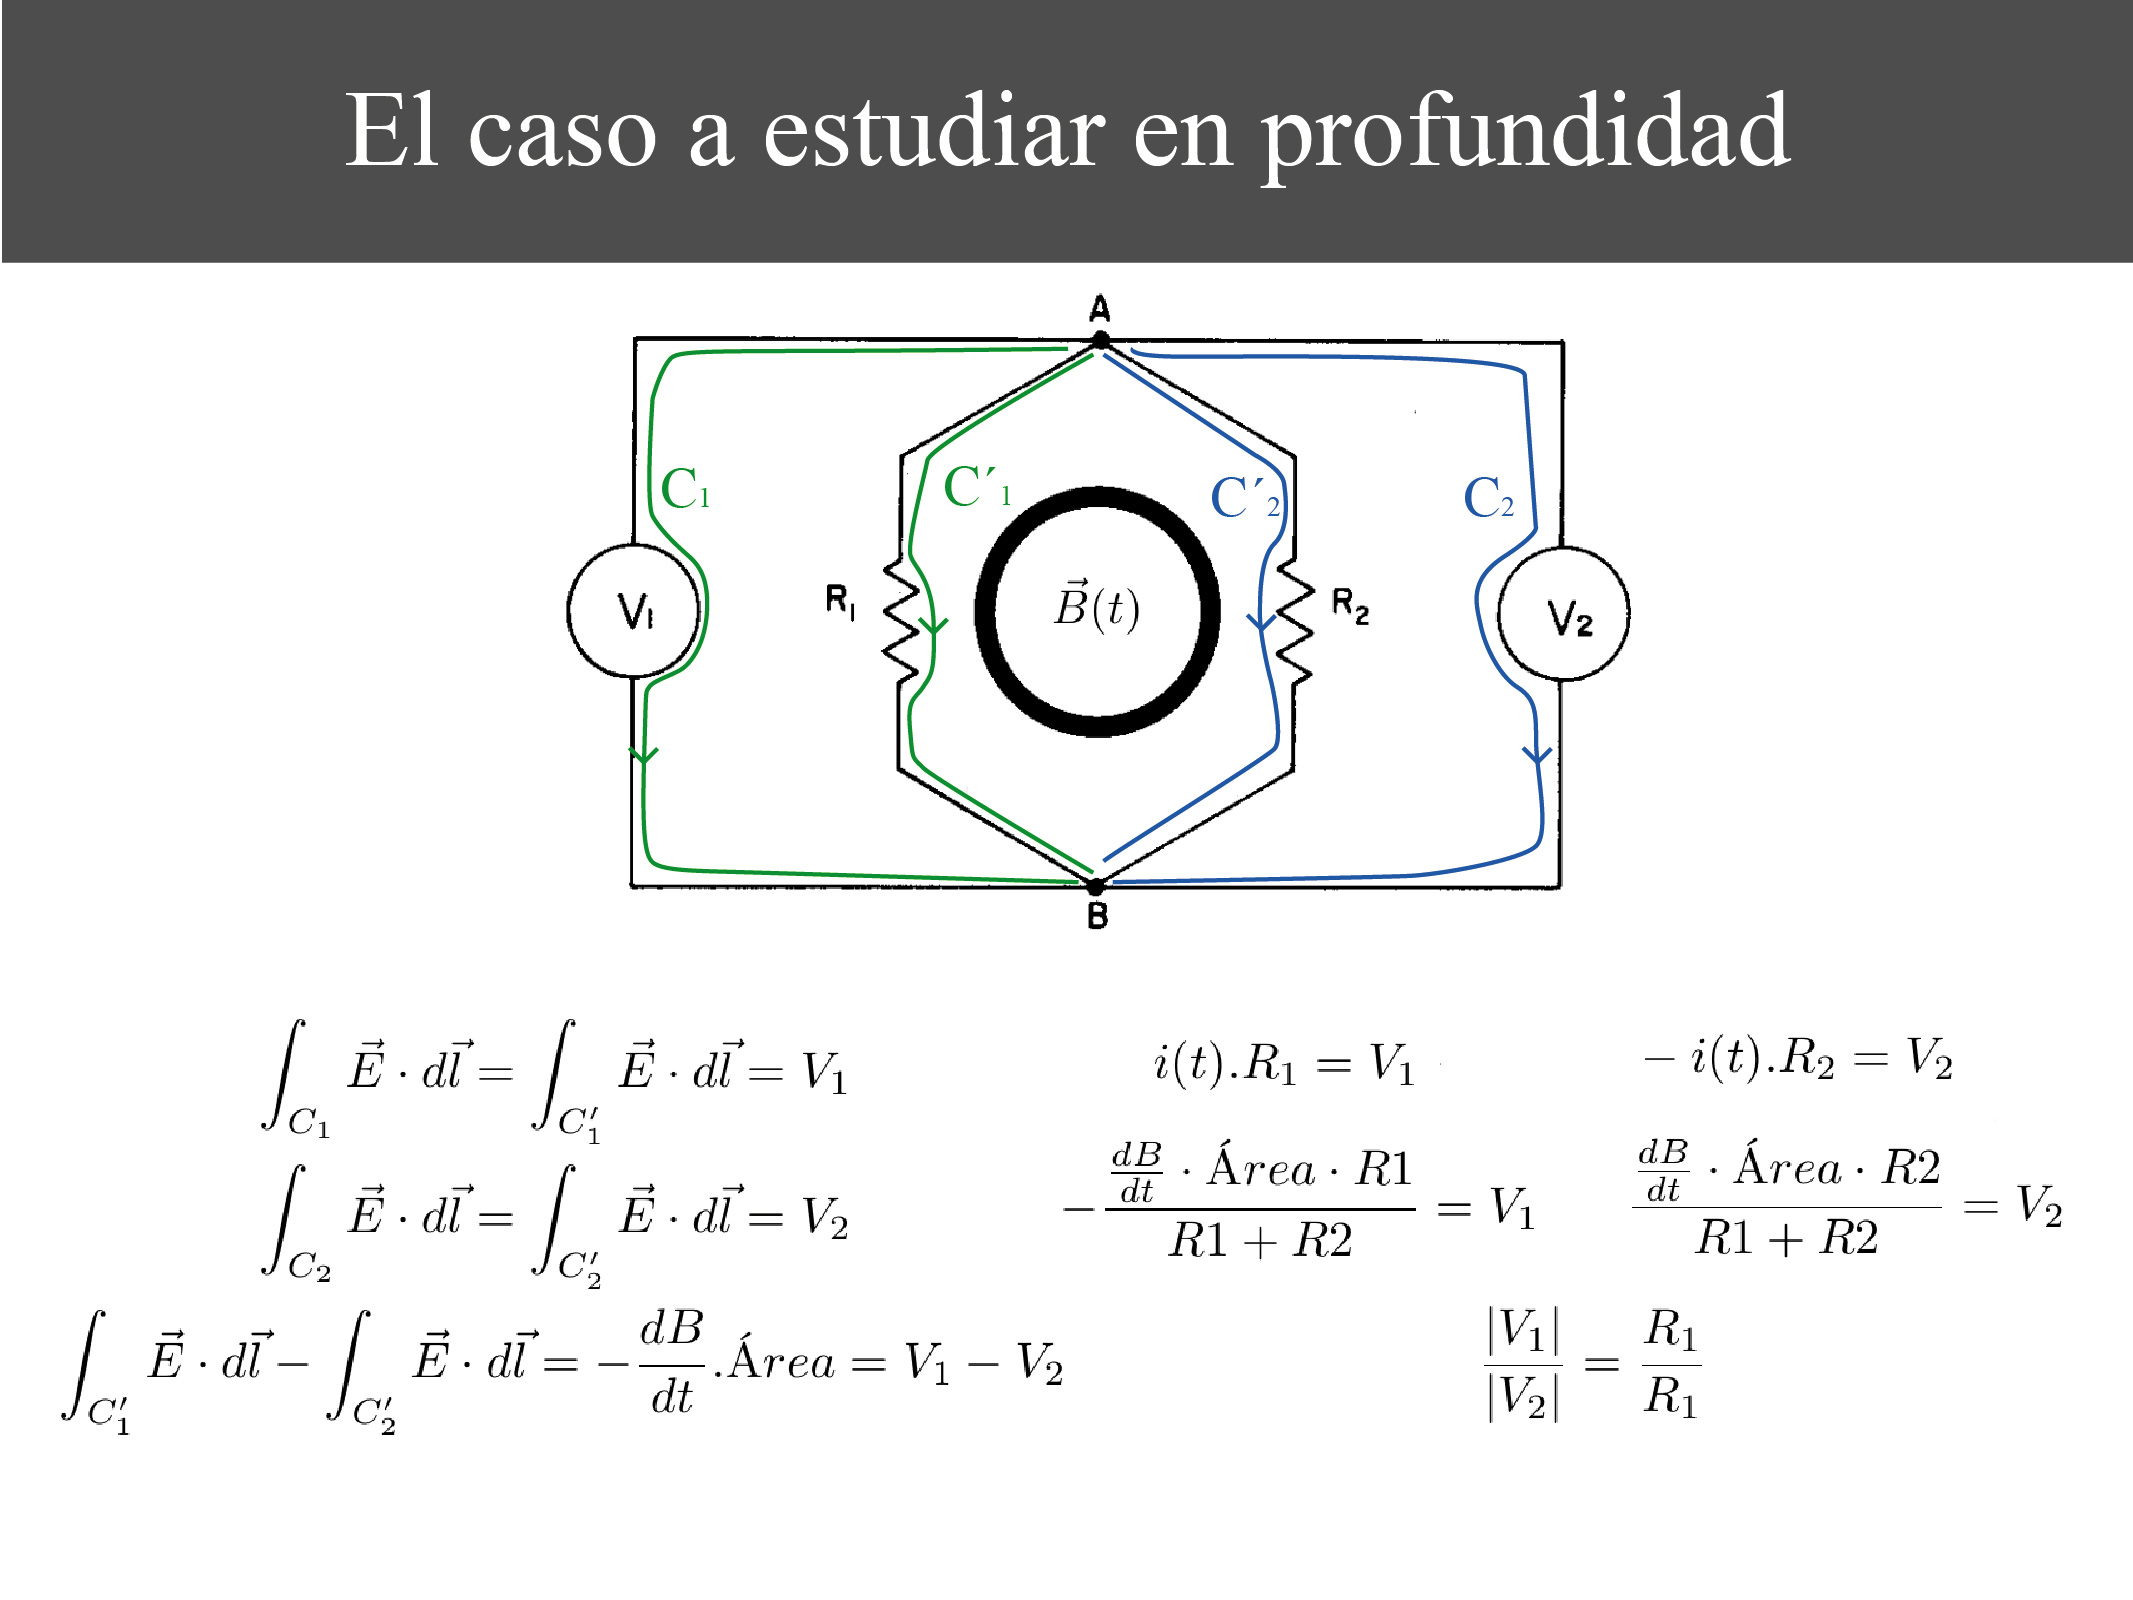 El caso a estudiar en profundidad
A
C1 C´1 C´2 C2
V1 R1 B⃗(t) R2 V2
B
∫_{C1} E⃗ · dl⃗ = ∫_{C′1} E⃗ · dl⃗ = V1
i(t).R1 = V1
− i(t).R2 = V2
∫_{C2} E⃗ · dl⃗ = ∫_{C′2} E⃗ · dl⃗ = V2
− (dB/dt · Área · R1)/(R1 + R2) = V1
(dB/dt · Área · R2)/(R1 + R2) = V2
∫_{C′1} E⃗ · dl⃗ − ∫_{C′2} E⃗ · dl⃗ = − dB/dt .Área = V1 − V2
|V1|/|V2| = R1/R1